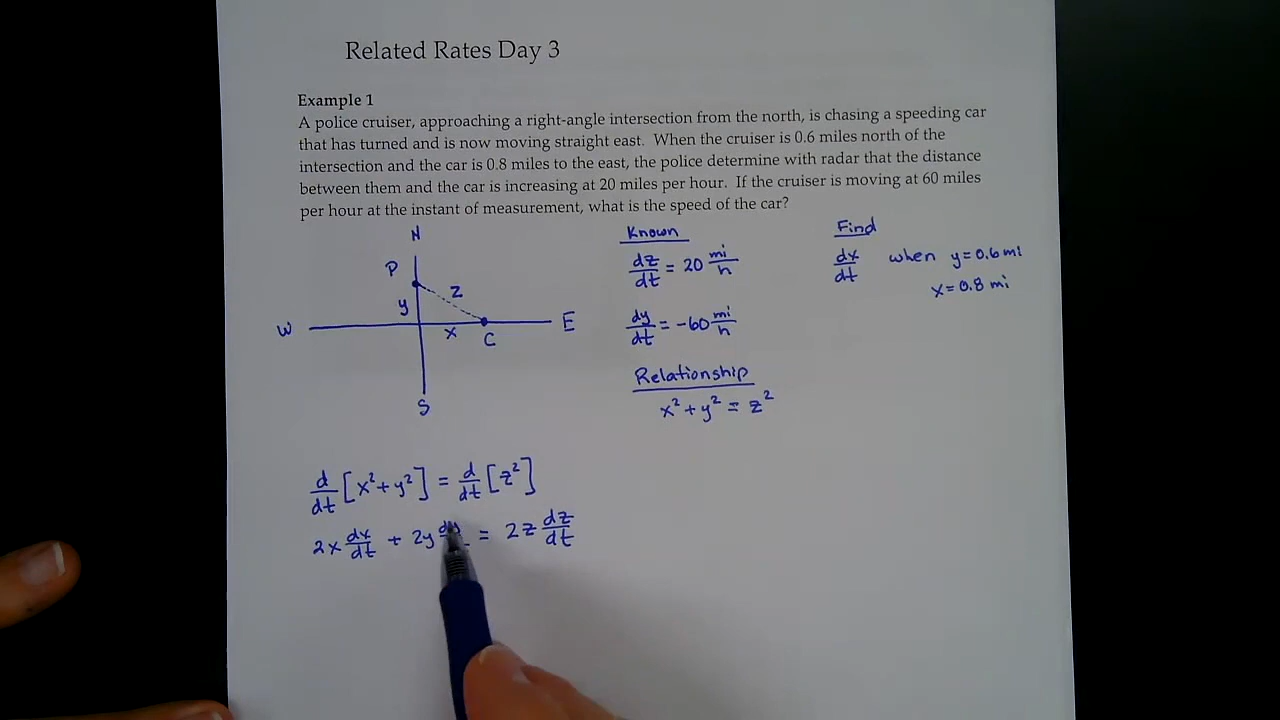 Related Rates Day 3
Example 1
A police cruiser, approaching a right-angle intersection from the north, is chasing a speeding car
that has turned and is now moving straight east. When the cruiser is 0.6 miles north of the
intersection and the car is 0.8 miles to the east, the police determine with radar that the distance
between them and the car is increasing at 20 miles per hour. If the cruiser is moving at 60 miles
per hour at the instant of measurement, what is the speed of the car?
N
P
y
z
W
x
C
E
S
Known
dz/dt = 20 mi/h
dy/dt = -60 mi/h
Relationship
x² + y² = z²
Find
dx/dt when y = 0.6 mi
x = 0.8 mi
d/dt [x² + y²] = d/dt [z²]
2x dx/dt + 2y = 2z dz/dt